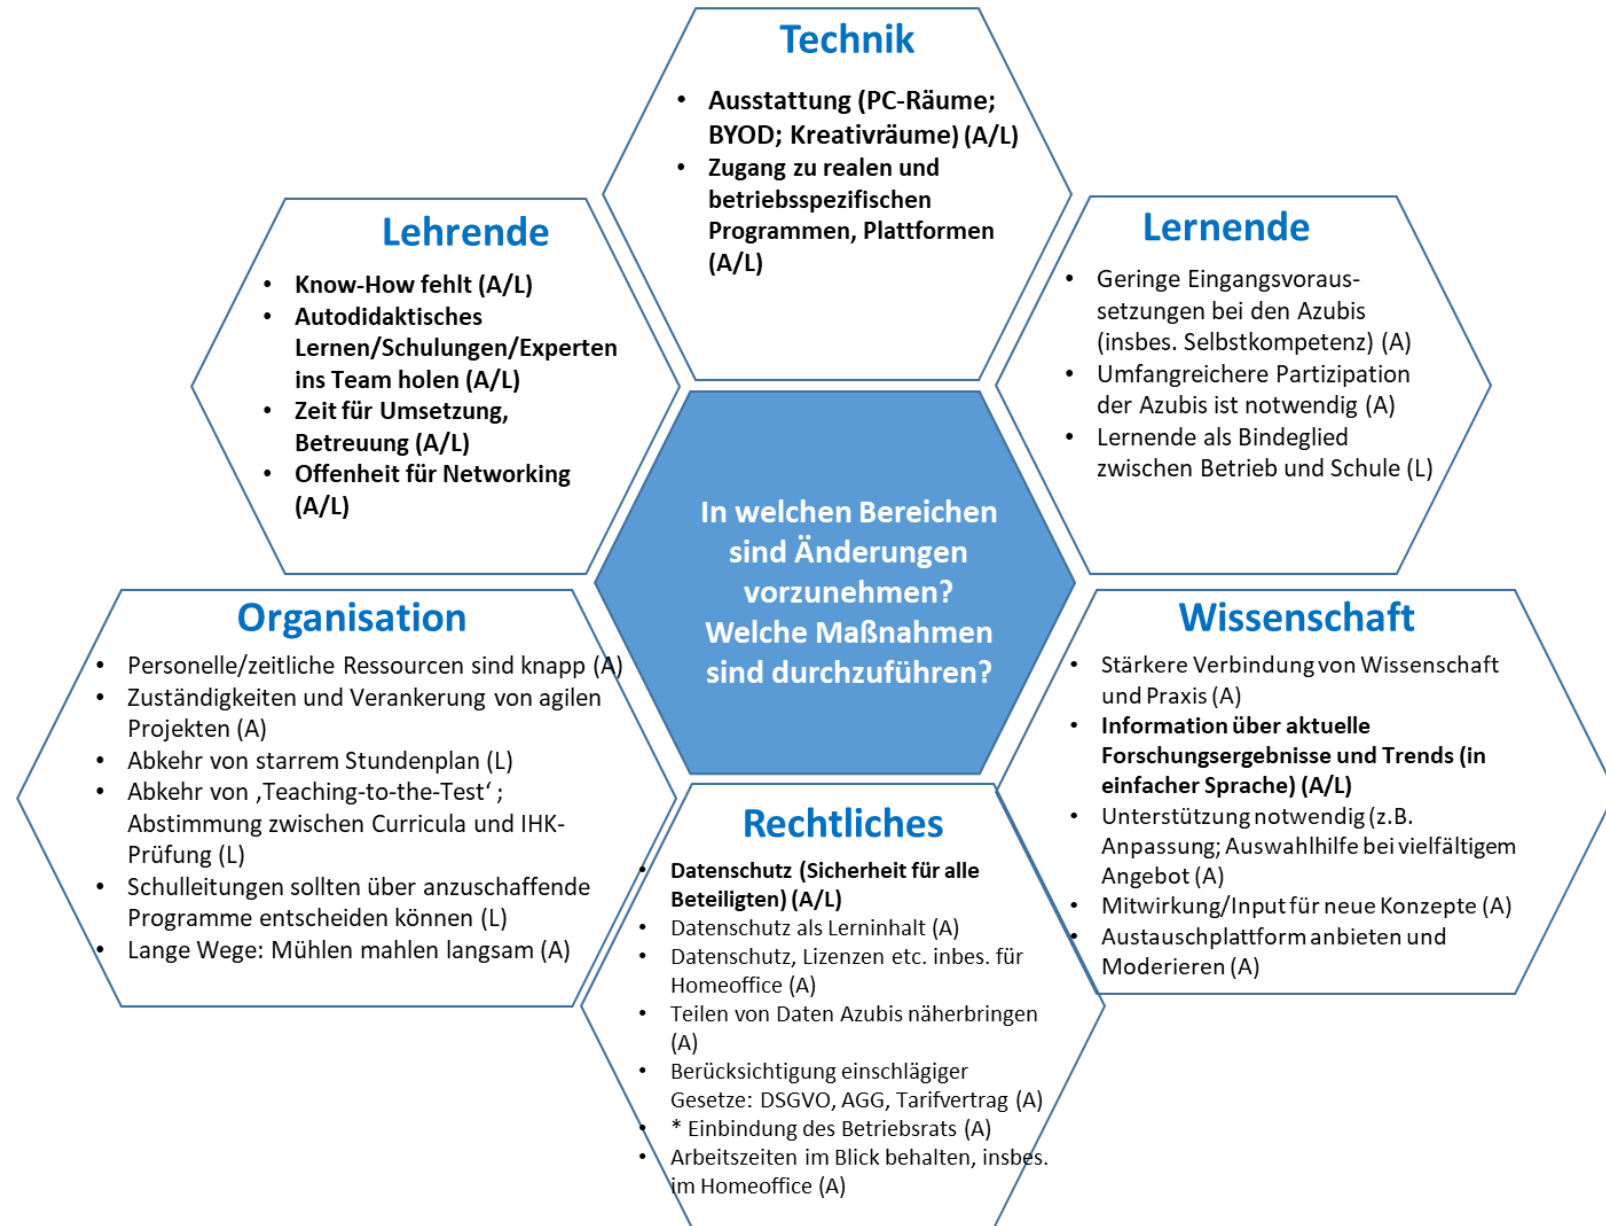 Technik
• Ausstattung (PC-Räume;
BYOD; Kreativräume) (A/L)
• Zugang zu realen und
betriebsspezifischen
Programmen, Plattformen
(A/L)
Lehrende
• Know-How fehlt (A/L)
• Autodidaktisches
Lernen/Schulungen/Experten
ins Team holen (A/L)
• Zeit für Umsetzung,
Betreuung (A/L)
• Offenheit für Networking
(A/L)
Lernende
• Geringe Eingangsvoraus-
setzungen bei den Azubis
(insbes. Selbstkompetenz) (A)
• Umfangreichere Partizipation
der Azubis ist notwendig (A)
• Lernende als Bindeglied
zwischen Betrieb und Schule (L)
In welchen Bereichen
sind Änderungen
vorzunehmen?
Welche Maßnahmen
sind durchzuführen?
Organisation
• Personelle/zeitliche Ressourcen sind knapp (A)
• Zuständigkeiten und Verankerung von agilen
Projekten (A)
• Abkehr von starrem Stundenplan (L)
• Abkehr von ‚Teaching-to-the-Test‘ ;
Abstimmung zwischen Curricula und IHK-
Prüfung (L)
• Schulleitungen sollten über anzuschaffende
Programme entscheiden können (L)
• Lange Wege: Mühlen mahlen langsam (A)
Wissenschaft
• Stärkere Verbindung von Wissenschaft
und Praxis (A)
• Information über aktuelle
Forschungsergebnisse und Trends (in
einfacher Sprache) (A/L)
• Unterstützung notwendig (z.B.
Anpassung; Auswahlhilfe bei vielfältigem
Angebot (A)
• Mitwirkung/Input für neue Konzepte (A)
• Austauschplattform anbieten und
Moderieren (A)
Rechtliches
• Datenschutz (Sicherheit für alle
Beteiligten) (A/L)
• Datenschutz als Lerninhalt (A)
• Datenschutz, Lizenzen etc. inbes. für
Homeoffice (A)
• Teilen von Daten Azubis näherbringen
(A)
• Berücksichtigung einschlägiger
Gesetze: DSGVO, AGG, Tarifvertrag (A)
• * Einbindung des Betriebsrats (A)
• Arbeitszeiten im Blick behalten, insbes.
im Homeoffice (A)